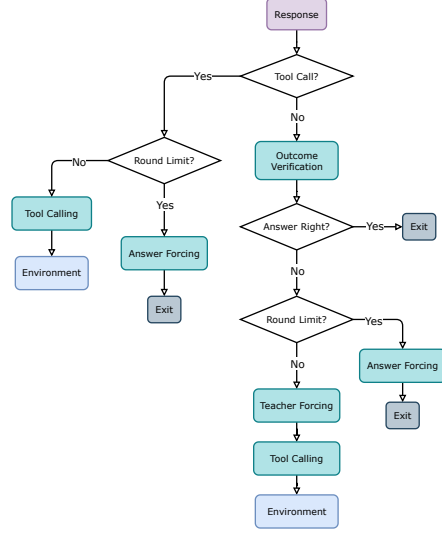 Response
Tool Call?
Yes
No
Round Limit?
Outcome
Verification
No
Yes
Tool Calling
Answer Right?
Yes
Exit
Answer Forcing
Environment
No
Exit
Round Limit?
Yes
No
Answer Forcing
Teacher Forcing
Exit
Tool Calling
Environment